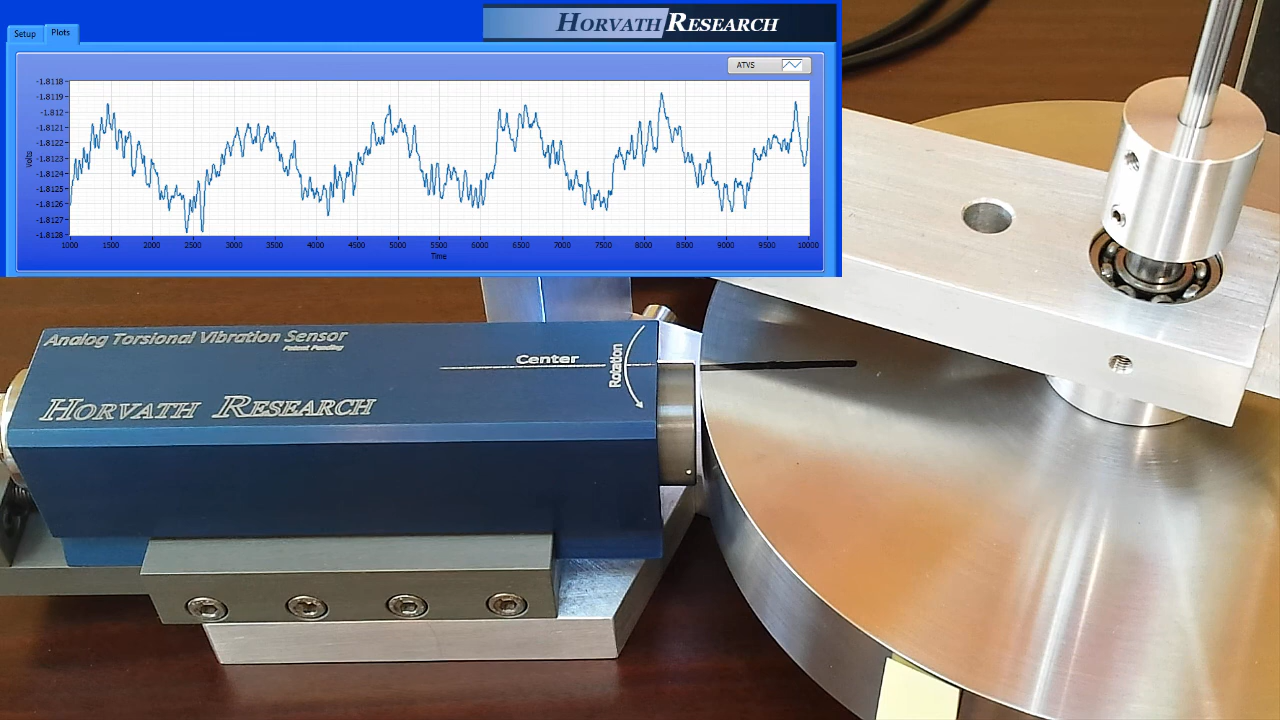 HORVATH RESEARCH
Setup Plots
ATVS
-1.8118
-1.8119
-1.812
-1.8121
-1.8122
-1.8123
-1.8124
-1.8125
-1.8126
-1.8127
-1.8128
volts
1000 1500 2000 2500 3000 3500 4000 4500 5000 5500 6000 6500 7000 7500 8000 8500 9000 9500 10000
Time
Analog Torsional Vibration Sensor
Patent Pending
Center
Rotation
HORVATH RESEARCH